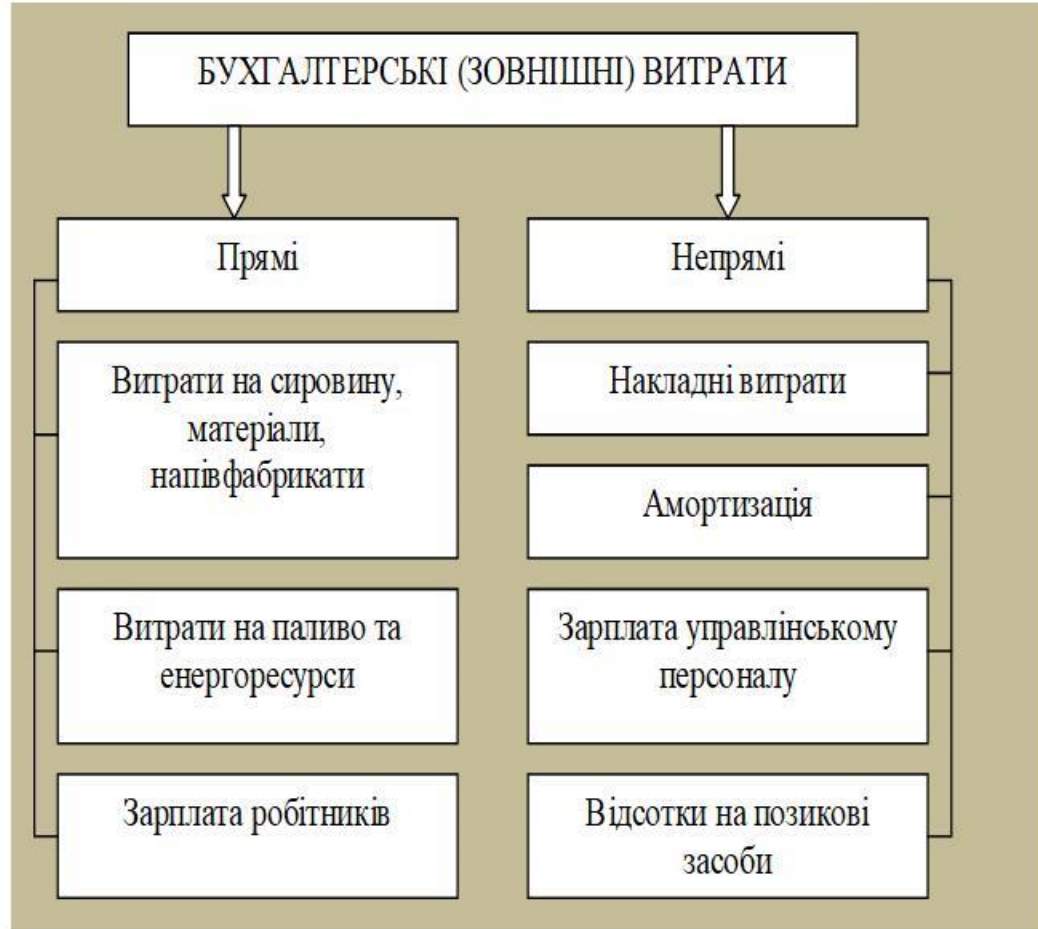 БУХГАЛТЕРСЬКІ (ЗОВНІШНІ) ВИТРАТИ
Прямі
Витрати на сировину,
матеріали,
напівфабрикати
Витрати на паливо та
енергоресурси
Зарплата робітників
Непрямі
Накладні витрати
Амортизація
Зарплата управлінському
персоналу
Відсотки на позикові
засоби